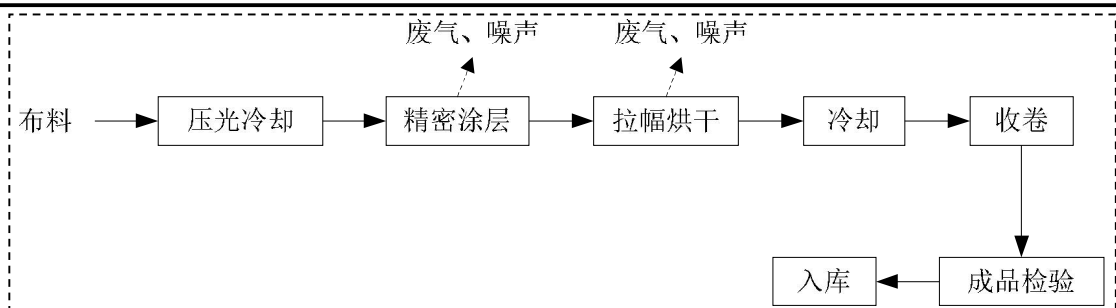 废气、噪声 废气、噪声
布料 压光冷却 精密涂层 拉幅烘干 冷却 收卷
入库 成品检验